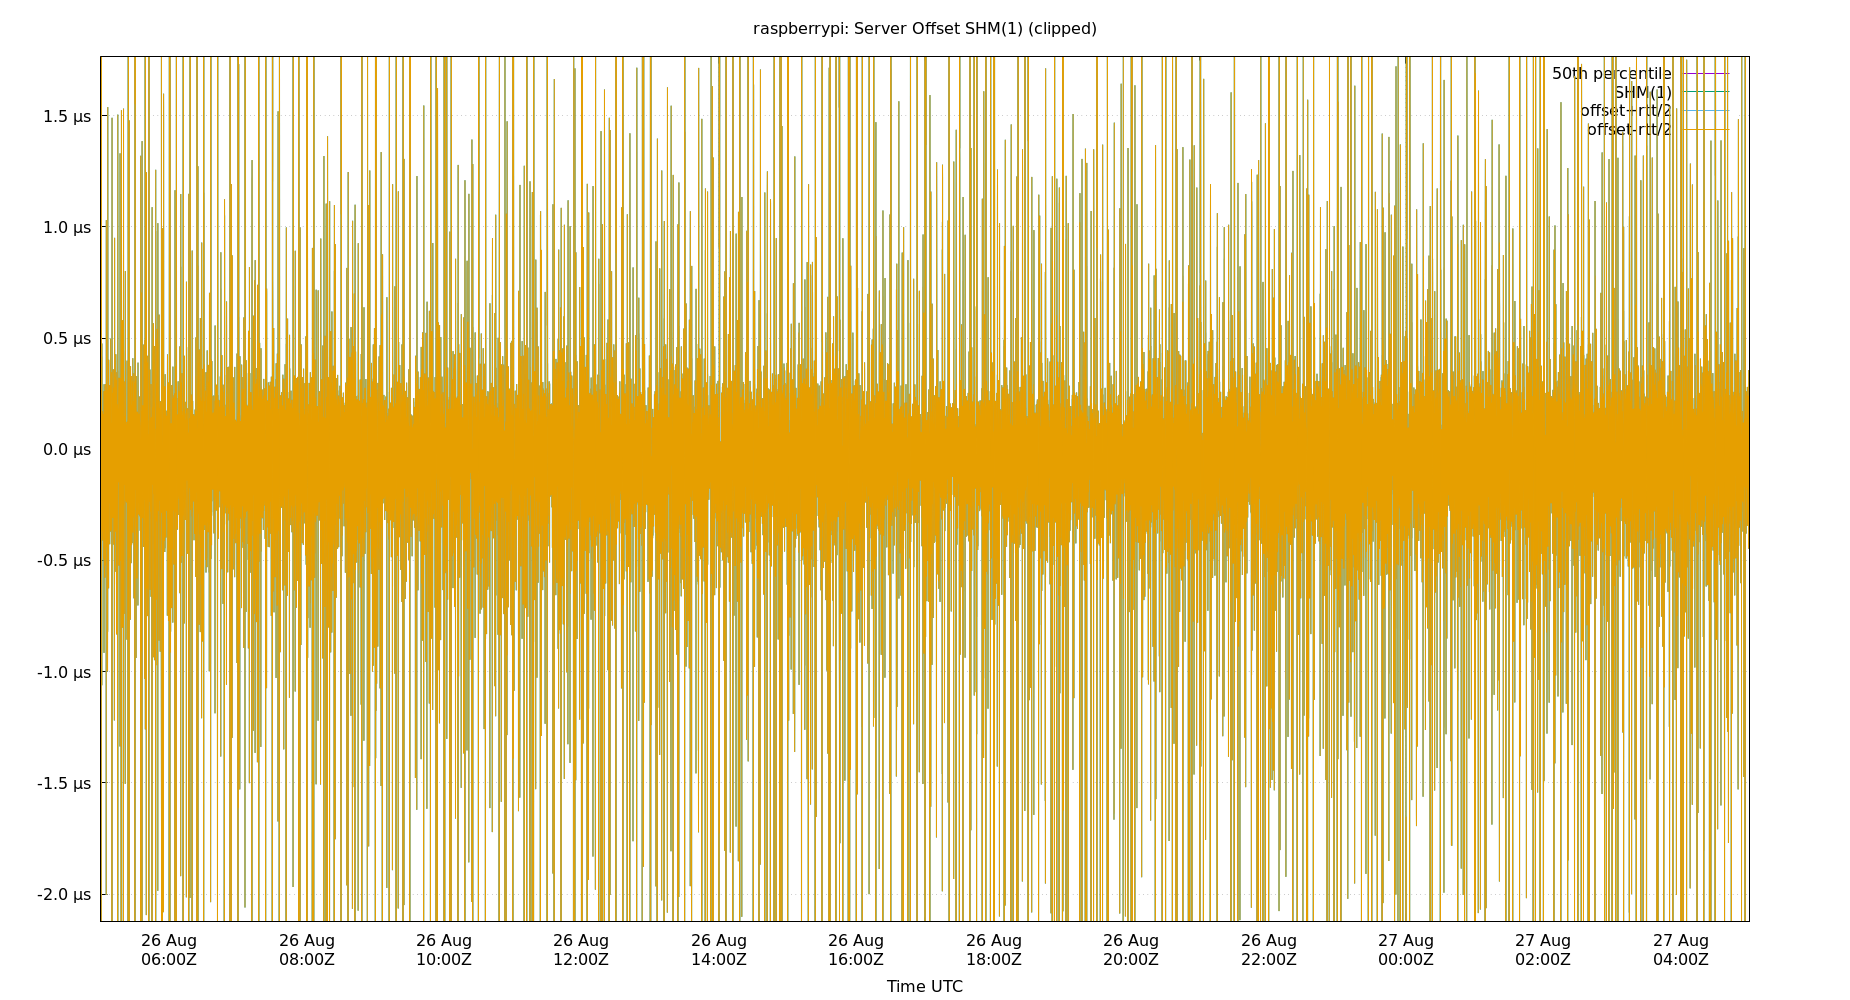 raspberrypi: Server Offset SHM(1) (clipped)
50th percentile
SHM(1)
offset+rtt/2
offset-rtt/2
1.5 µs
1.0 µs
0.5 µs
0.0 µs
-0.5 µs
-1.0 µs
-1.5 µs
-2.0 µs
26 Aug 26 Aug 26 Aug 26 Aug 26 Aug 26 Aug 26 Aug 26 Aug 26 Aug 27 Aug 27 Aug 27 Aug
06:00Z 08:00Z 10:00Z 12:00Z 14:00Z 16:00Z 18:00Z 20:00Z 22:00Z 00:00Z 02:00Z 04:00Z
Time UTC